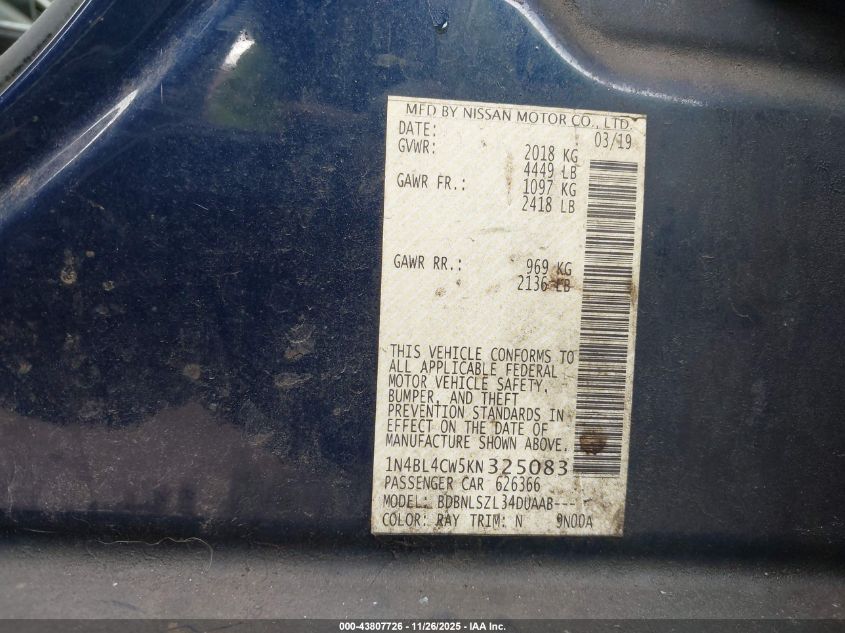 MFD BY NISSAN MOTOR CO., LTD.
DATE: 03/19
GVWR: 2018 KG
4449 LB
GAWR FR.: 1097 KG
2418 LB
GAWR RR.: 969 KG
2136 LB
THIS VEHICLE CONFORMS TO
ALL APPLICABLE FEDERAL
MOTOR VEHICLE SAFETY,
BUMPER, AND THEFT
PREVENTION STANDARDS IN
EFFECT ON THE DATE OF
MANUFACTURE SHOWN ABOVE.
1N4BL4CW5KN325083
PASSENGER CAR 626366
MODEL: BDBNLSZL34DUAAB---
COLOR: RAY TRIM: N 9N00A
000-43807726 - 11/26/2025 - IAA Inc.